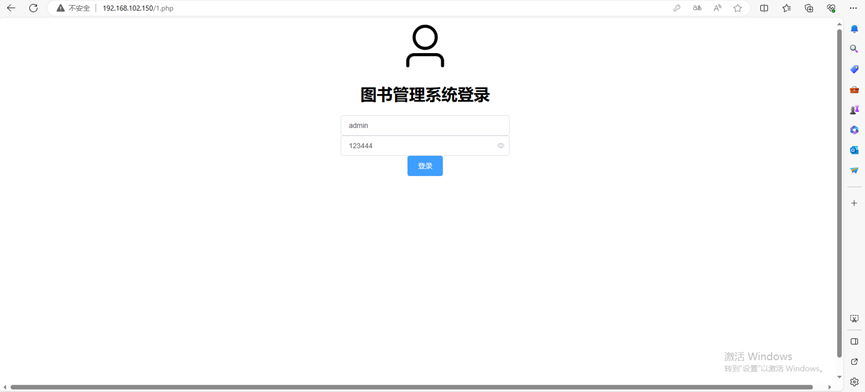 不安全 192.168.102.150/1.php
图书管理系统登录
admin
123444
登录
激活 Windows
转到"设置"以激活 Windows。